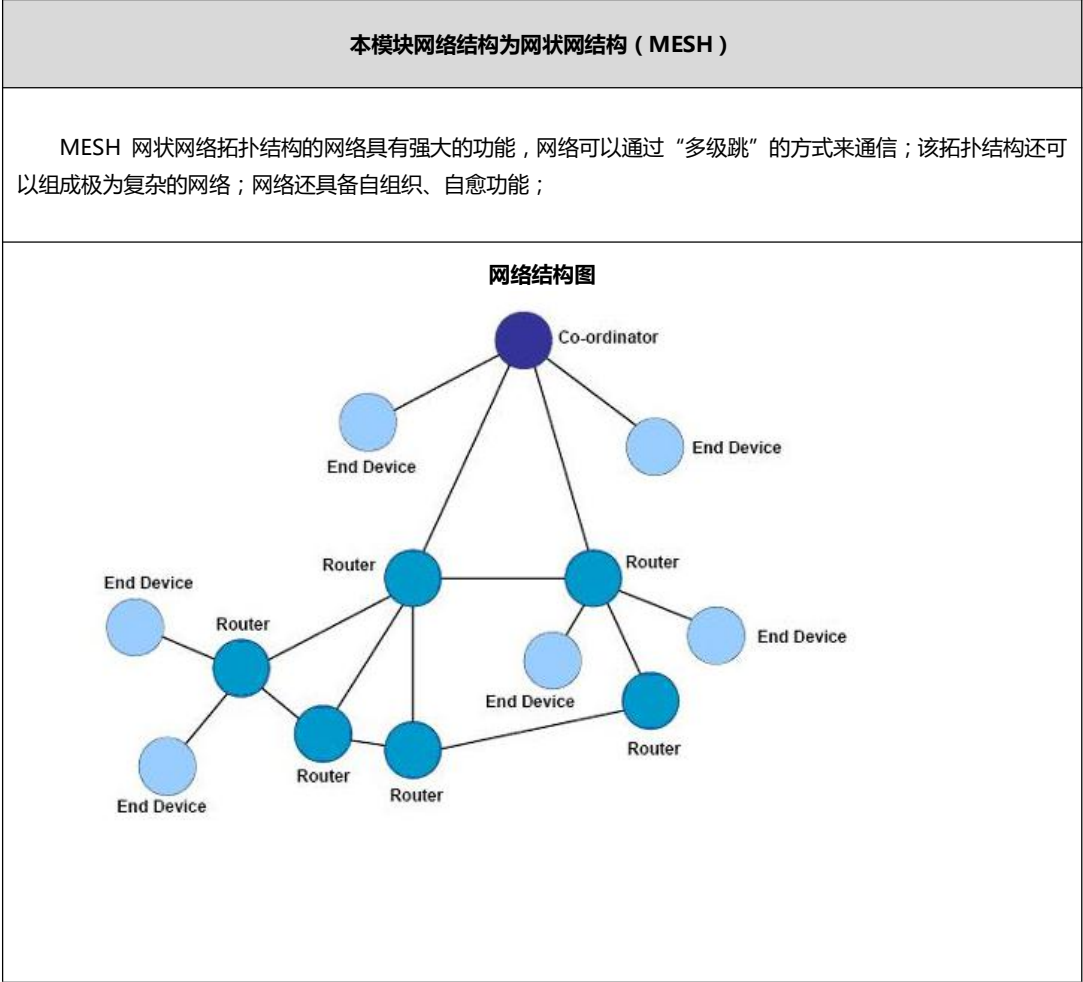 本模块网络结构为网状网结构（MESH）
MESH 网状网络拓扑结构的网络具有强大的功能，网络可以通过“多级跳”的方式来通信；该拓扑结构还可
以组成极为复杂的网络；网络还具备自组织、自愈功能；
网络结构图
Co-ordinator
End Device
End Device
Router
Router
End Device
Router
End Device
End Device
Router
Router
Router
End Device